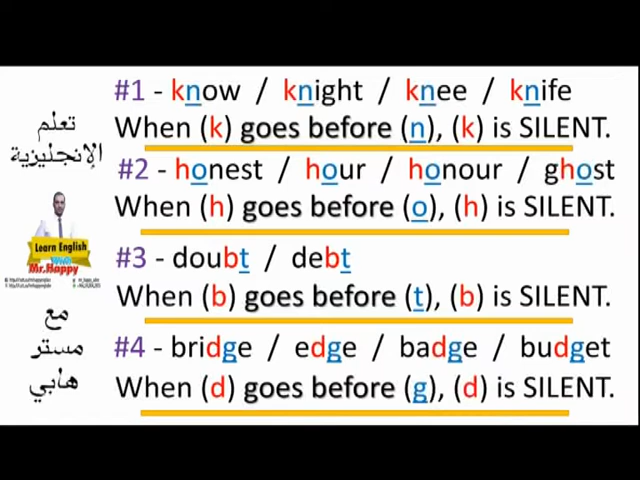 #1 - know / knight / knee / knife
When (k) goes before (n), (k) is SILENT.
#2 - honest / hour / honour / ghost
When (h) goes before (o), (h) is SILENT.
#3 - doubt / debt
When (b) goes before (t), (b) is SILENT.
#4 - bridge / edge / badge / budget
When (d) goes before (g), (d) is SILENT.
تعلم
الإنجليزية
Learn English
With
Mr.Happy
مع
مستر
هابي